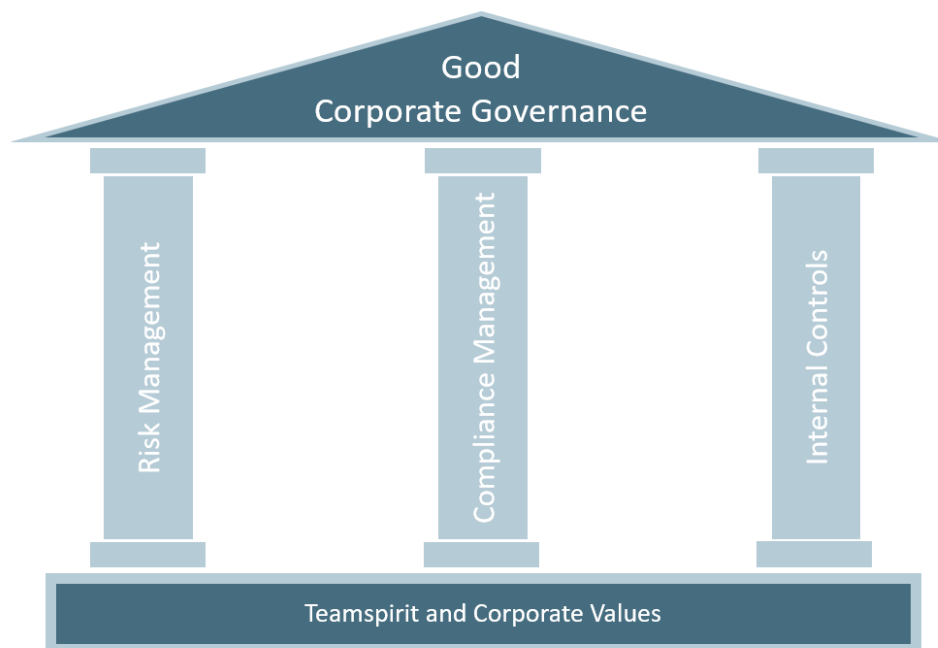 Good
Corporate Governance
Risk Management
Compliance Management
Internal Controls
Teamspirit and Corporate Values